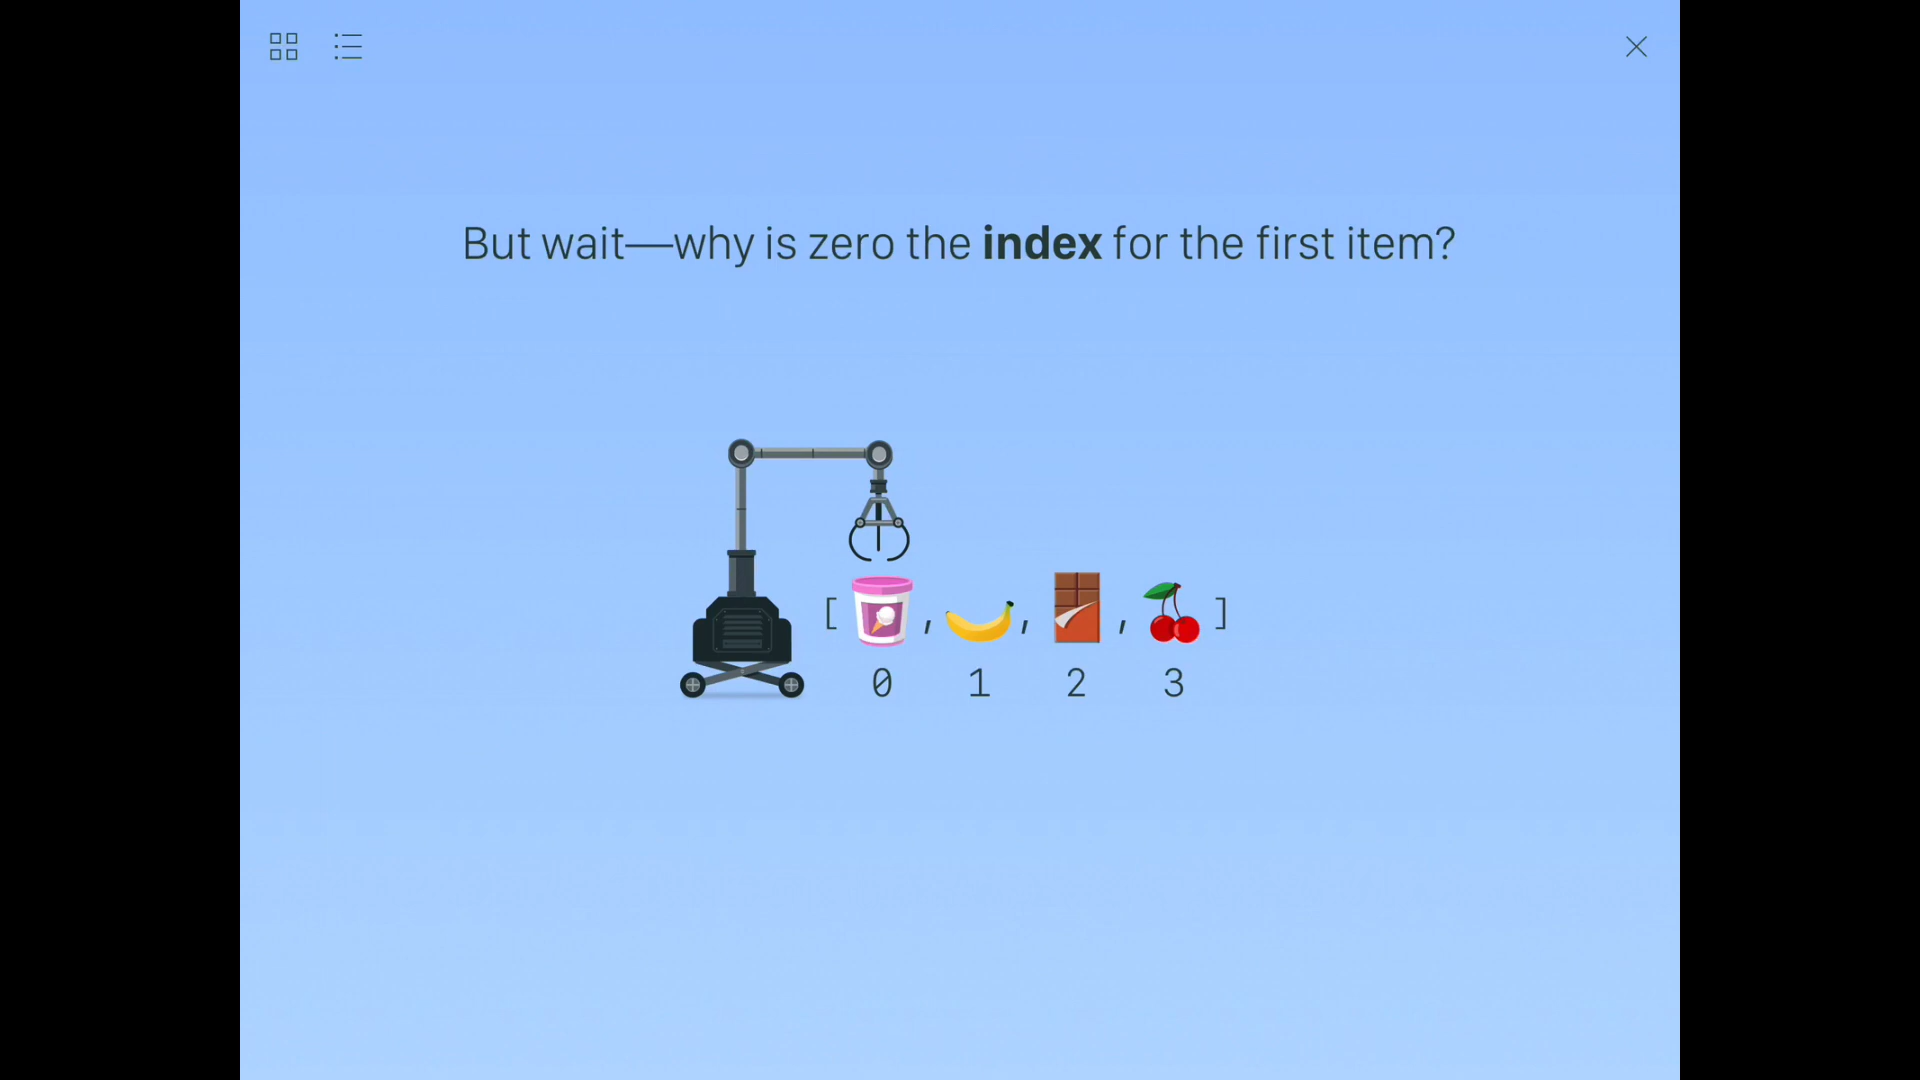 But wait—why is zero the index for the first item?
[ , , , ]
0 1 2 3